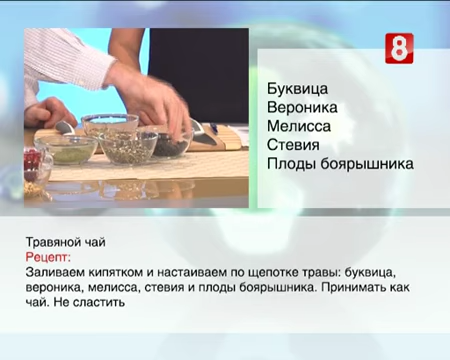 8
Буквица
Вероника
Мелисса
Стевия
Плоды боярышника
Травяной чай
Рецепт:
Заливаем кипятком и настаиваем по щепотке травы: буквица,
вероника, мелисса, стевия и плоды боярышника. Принимать как
чай. Не сластить